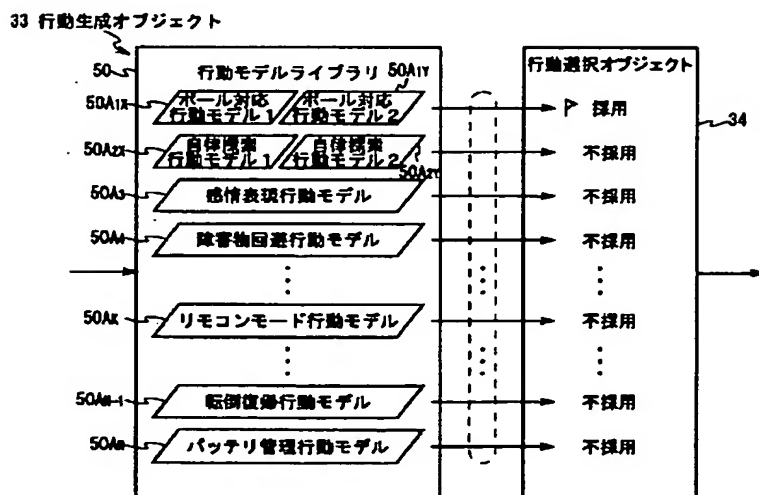 33 行動生成オブジェクト
50
行動モデルライブラリ
50A1Y
行動選択オブジェクト
50A1X
ボール対応行動モデル1
ボール対応行動モデル2
採用
34
50A2X
自律探索行動モデル1
自律探索行動モデル2
50A2Y
不採用
50A3
感情表現行動モデル
不採用
50A4
障害物回避行動モデル
不採用
50AK
リモコンモード行動モデル
不採用
50An-1
転倒復帰行動モデル
不採用
50An
バッテリ管理行動モデル
不採用